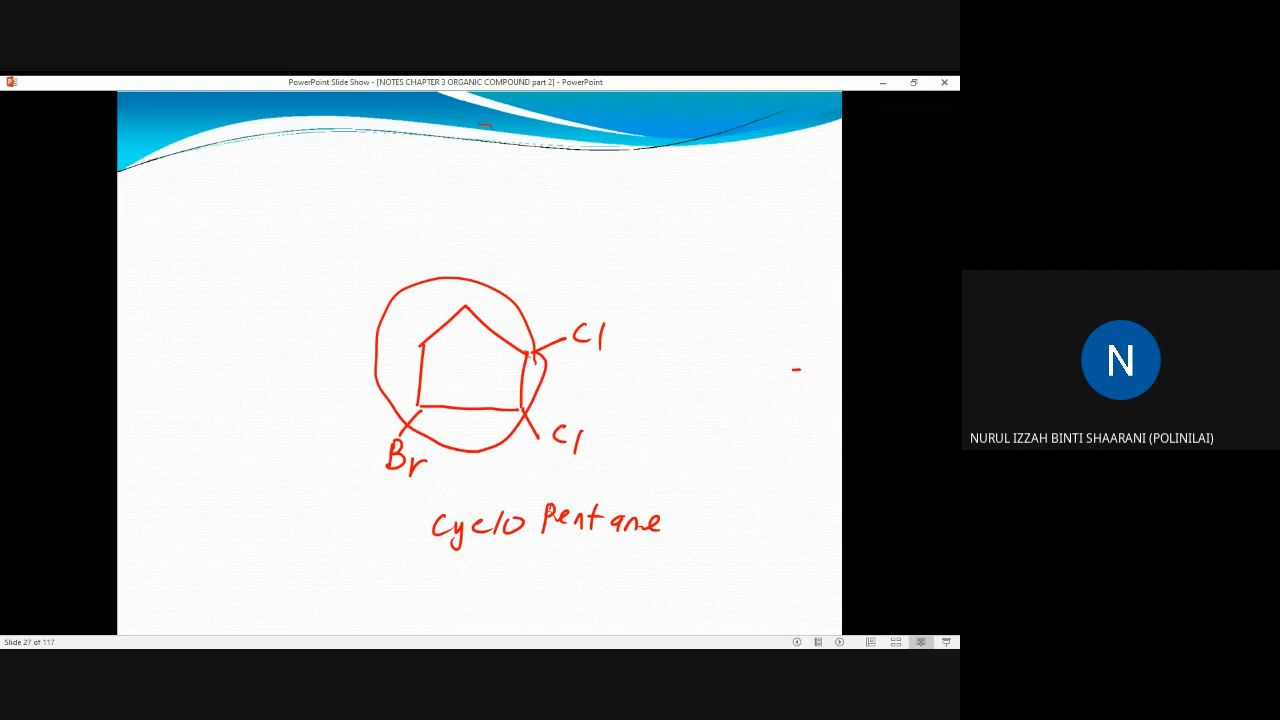 PowerPoint Slide Show - [NOTES CHAPTER 3 ORGANIC COMPOUND part 2] - PowerPoint
Cl
Cl
Br
Cyclo Pentane
N
NURUL IZZAH BINTI SHAARANI (POLINILAI)
Slide 27 of 117